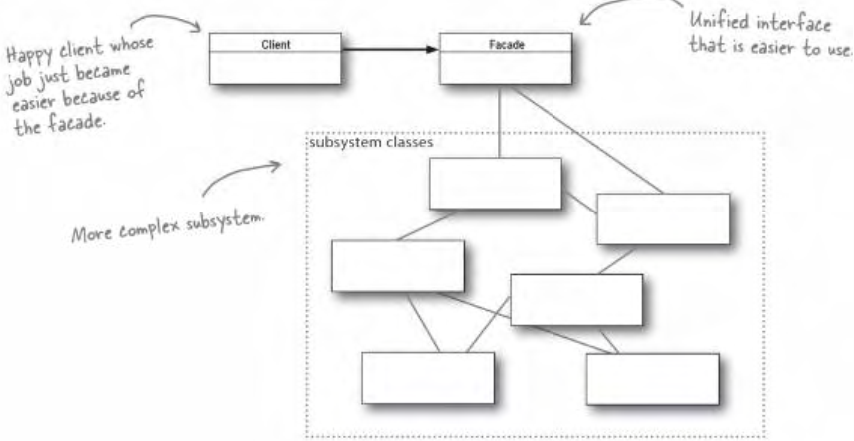 Happy client whose
job just became
easier because of
the facade.
Client
Facade
Unified interface
that is easier to use.
subsystem classes
More complex subsystem.